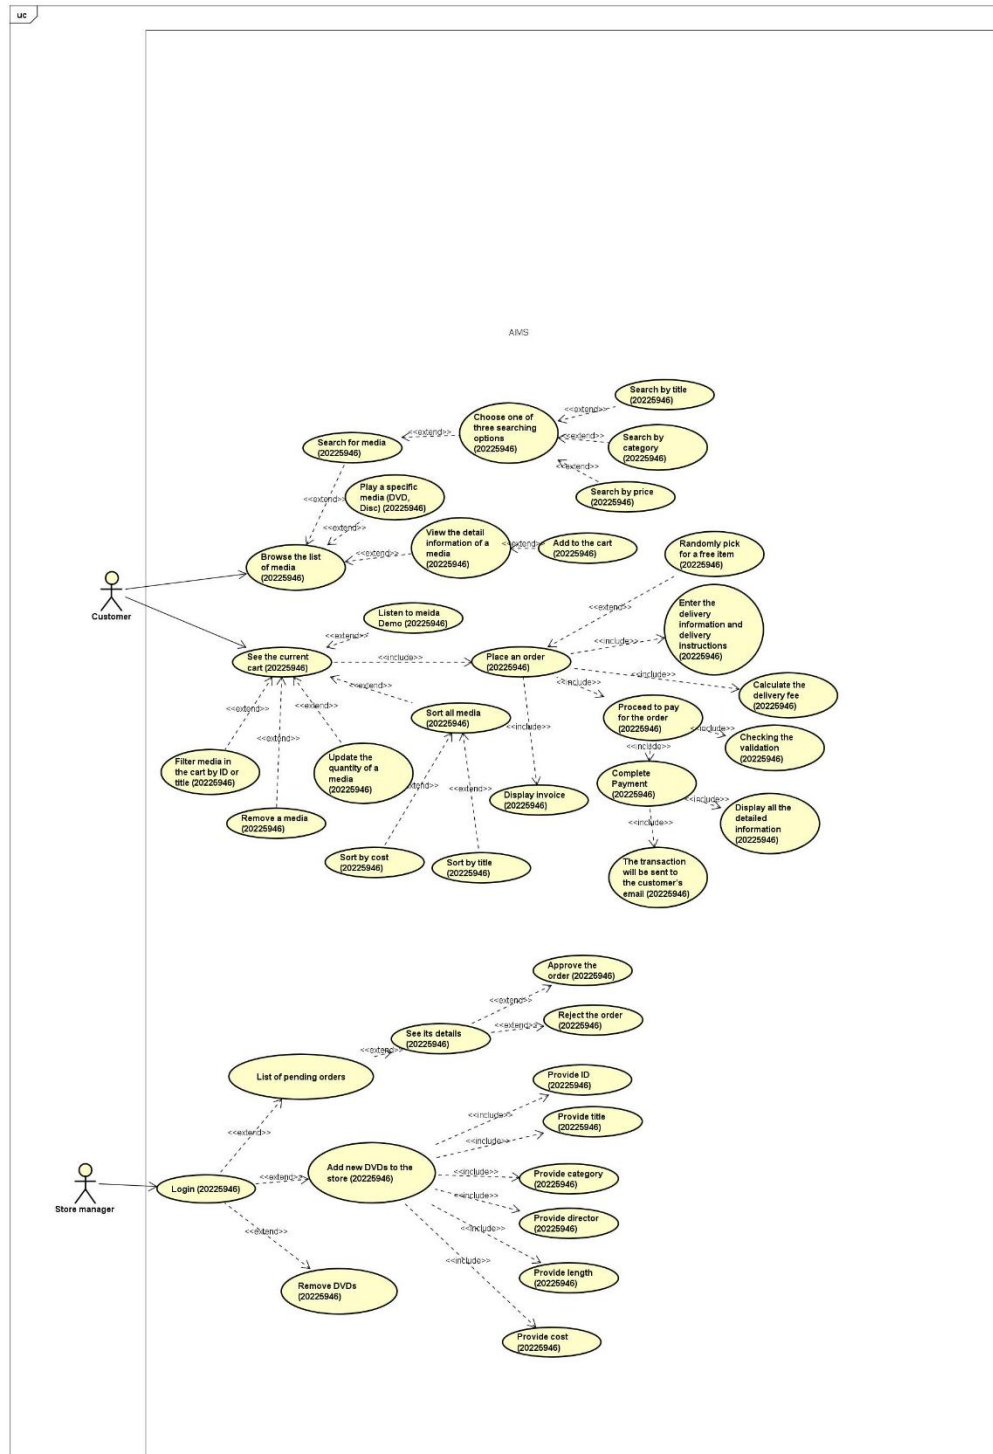 uc
AIMS
Search by title
(20225946)
<<extend>>
Choose one of
three searching
options
(20225946)
<<extend>>
Search by
category
(20225946)
<<extend>>
Search for media
(20225946)
<<extend>>
Search by price
(20225946)
<<extend>>
Play a specific
media (DVD,
Disc) (20225946)
<<extend>>
View the detail
information of a
media
(20225946)
<<extend>>
Add to the cart
(20225946)
<<extend>>
Browse the list
of media
(20225946)
Randomly pick
for a free item
(20225946)
Customer
Enter the
delivery
information and
delivery
instructions
(20225946)
<<extend>>
Listen to meida
Demo (20225946)
<<extend>>
<<include>>
See the current
cart (20225946)
<<include>>
Place an order
(20225946)
<<include>>
Calculate the
delivery fee
(20225946)
<<include>>
<<extend>>
Sort all media
(20225946)
Proceed to pay
for the order
(20225946)
<<include>>
Checking the
validation
(20225946)
<<extend>>
<<extend>>
<<extend>>
<<include>>
<<include>>
Filter media in
the cart by ID or
title (20225946)
Update the
quantity of a
media
(20225946)
Complete
Payment
(20225946)
<<include>>
Remove a media
(20225946)
extend>>
<<extend>>
Display invoice
(20225946)
Display all the
detailed
information
(20225946)
<<include>>
Sort by cost
(20225946)
Sort by title
(20225946)
The transaction
will be sent to
the customer's
email (20225946)
Approve the
order (20225946)
<<extend>>
Reject the order
(20225946)
<<extend>>
See its details
(20225946)
<<extend>>
List of pending orders
Provide ID
(20225946)
<<include>>
Provide title
(20225946)
<<include>>
<<extend>>
Add new DVDs to the
store (20225946)
Provide category
(20225946)
<<include>>
<<extend>>
Login (20225946)
Store manager
Provide director
(20225946)
<<include>>
<<extend>>
<<include>>
Provide length
(20225946)
<<include>>
Remove DVDs
(20225946)
Provide cost
(20225946)